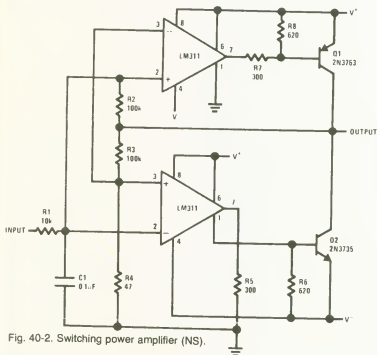 V⁺
R8
620
3
8
--
6
7
LM311
R7
300
Q1
2N3763
2
+
1
4
V
R2
100k
OUTPUT
R3
100k
V⁺
R1
10k
3
8
+
6
7
LM311
INPUT
2
–
1
4
Q2
2N3735
C1
01..F
R4
47
R5
300
R6
620
V⁻
Fig. 40-2. Switching power amplifier (NS).